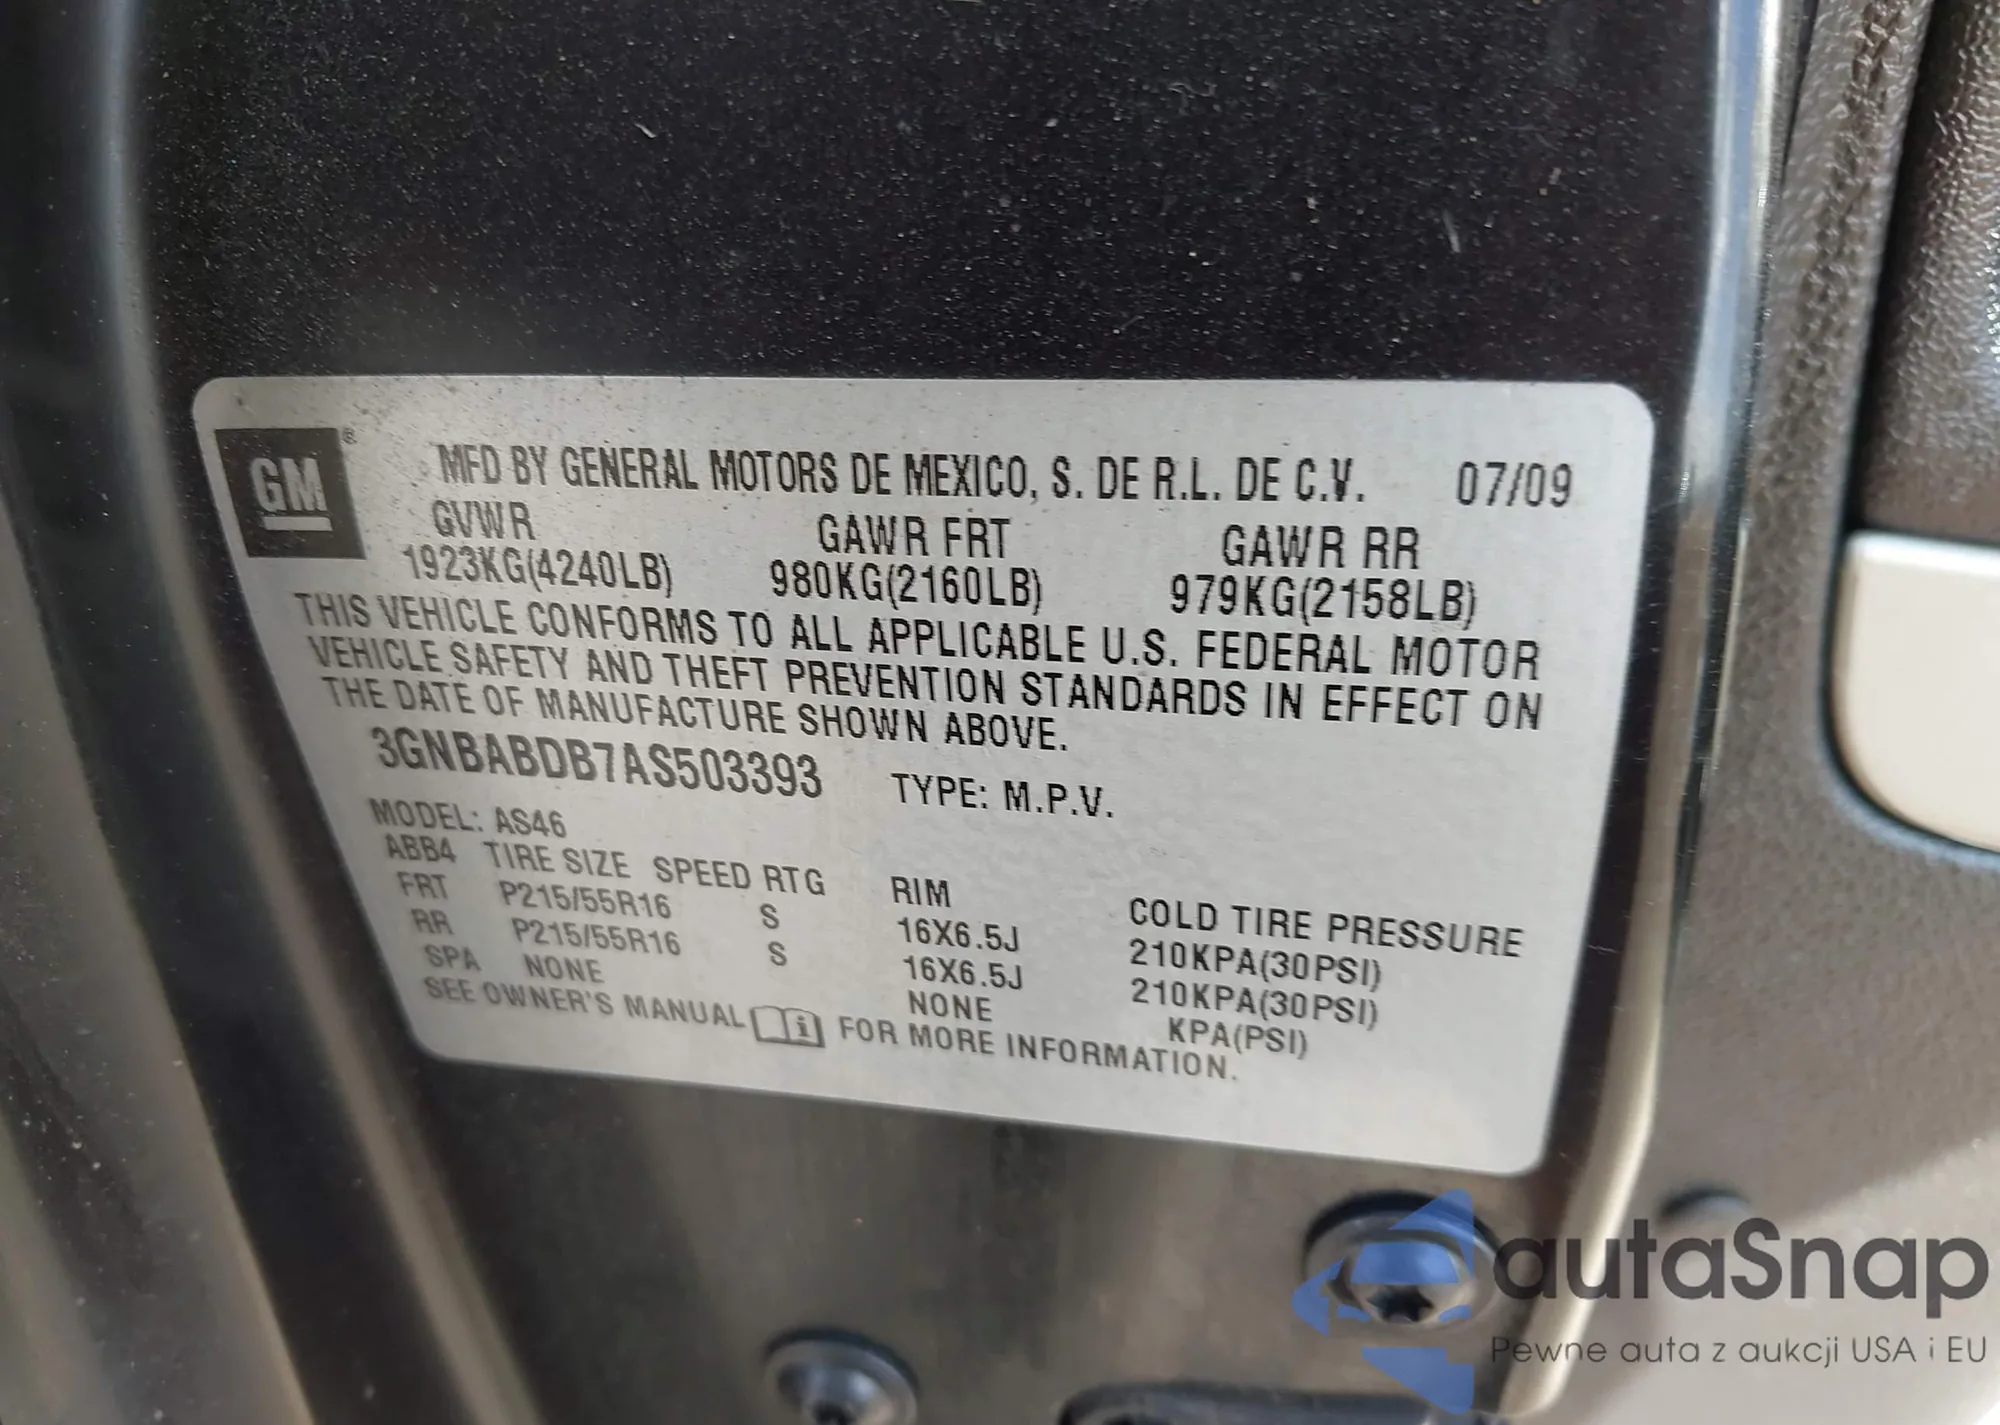 GM ®
MFD BY GENERAL MOTORS DE MEXICO, S. DE R.L. DE C.V. 07/09
GVWR GAWR FRT GAWR RR
1923KG(4240LB) 980KG(2160LB) 979KG(2158LB)
THIS VEHICLE CONFORMS TO ALL APPLICABLE U.S. FEDERAL MOTOR
VEHICLE SAFETY AND THEFT PREVENTION STANDARDS IN EFFECT ON
THE DATE OF MANUFACTURE SHOWN ABOVE.
3GNBABDB7AS503393 TYPE: M.P.V.
MODEL: AS46
ABB4 TIRE SIZE SPEED RTG RIM COLD TIRE PRESSURE
FRT P215/55R16 S 16X6.5J 210KPA(30PSI)
RR P215/55R16 S 16X6.5J 210KPA(30PSI)
SPA NONE NONE KPA(PSI)
SEE OWNER'S MANUAL i FOR MORE INFORMATION.
autaSnap
Pewne auta z aukcji USA i EU